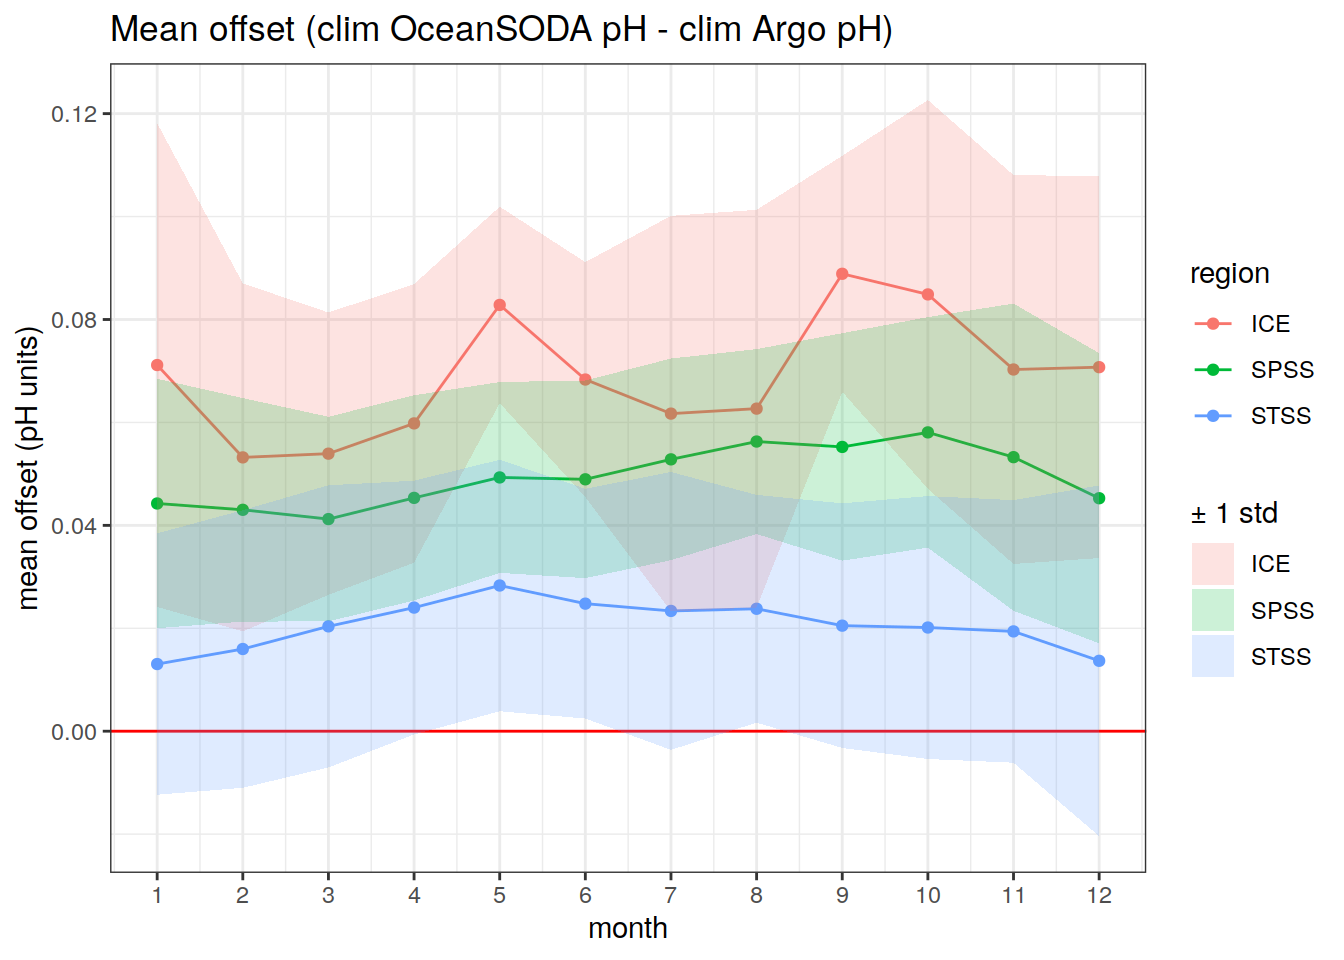 Mean offset (clim OceanSODA pH - clim Argo pH)
mean offset (pH units)
0.12
0.08
0.04
0.00
1 2 3 4 5 6 7 8 9 10 11 12
month
region
ICE
SPSS
STSS
± 1 std
ICE
SPSS
STSS